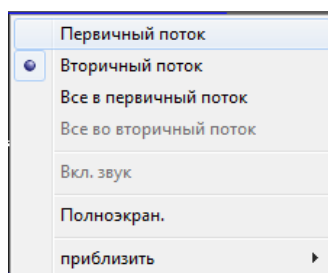 Первичный поток
Вторичный поток
Все в первичный поток
Все во вторичный поток
Вкл. звук
Полноэкран.
приблизить